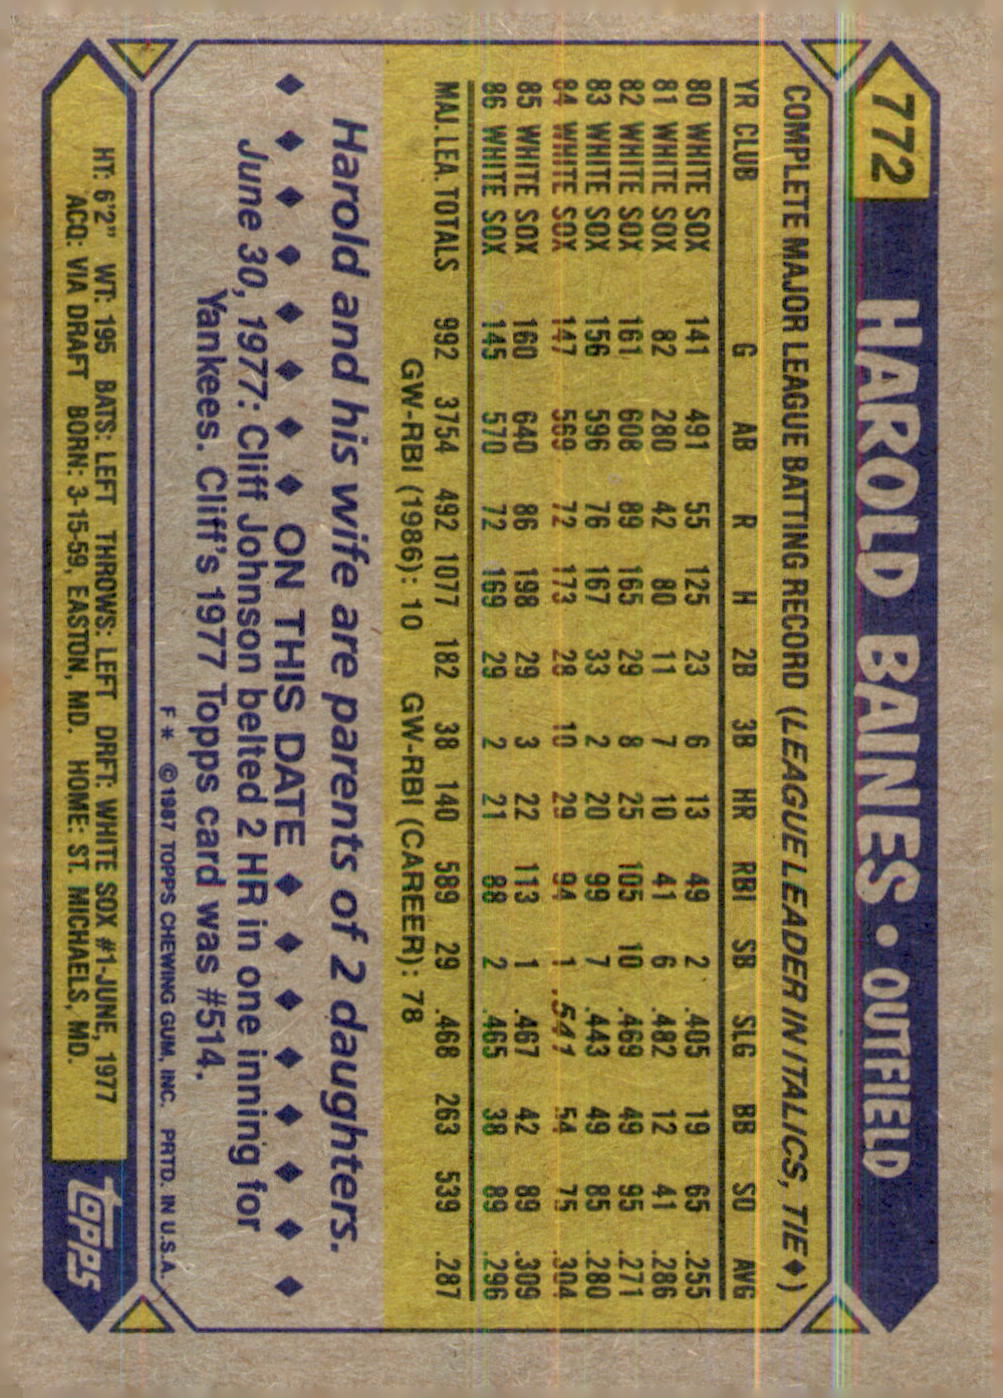 772 HAROLD BAINES • OUTFIELD
COMPLETE MAJOR LEAGUE BATTING RECORD (LEAGUE LEADER IN ITALICS, TIE ♦)
YR CLUB G AB R H 2B 3B HR RBI SB SLG BB SO AVG
80 WHITE SOX 141 491 55 125 23 6 13 49 2 .405 19 65 .255
81 WHITE SOX 82 280 42 80 11 7 10 41 6 .482 12 41 .286
82 WHITE SOX 161 608 89 165 29 8 25 105 10 .469 49 95 .271
83 WHITE SOX 156 596 76 167 33 2 20 99 7 .443 49 85 .280
84 WHITE SOX 147 569 72 173 28 10 29 94 1 .541 54 75 .304
85 WHITE SOX 160 640 86 198 29 3 22 113 1 .467 42 89 .309
86 WHITE SOX 145 570 72 169 29 2 21 88 2 .465 38 89 .296
MAJ. LEA. TOTALS 992 3754 492 1077 182 38 140 589 29 .468 263 539 .287
GW-RBI (1986): 10 GW-RBI (CAREER): 78
Harold and his wife are parents of 2 daughters.
♦ ♦ ♦ ♦ ♦ ♦ ♦ ♦ ON THIS DATE ♦ ♦ ♦ ♦ ♦ ♦ ♦ ♦
June 30, 1977: Cliff Johnson belted 2 HR in one inning for
Yankees. Cliff's 1977 Topps card was #514.
F * ©1987 TOPPS CHEWING GUM, INC. PRTD. IN U.S.A.
HT: 6'2" WT: 195 BATS: LEFT THROWS: LEFT DRFT: WHITE SOX #1-JUNE, 1977
ACQ: VIA DRAFT BORN: 3-15-59, EASTON, MD. HOME: ST. MICHAELS, MD.
topps